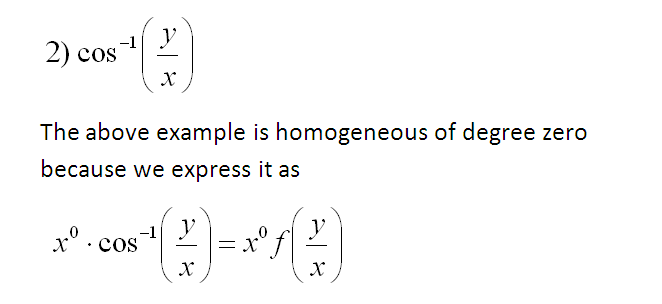 2) cos⁻¹(y/x)
The above example is homogeneous of degree zero
because we express it as
x⁰ · cos⁻¹(y/x) = x⁰ f(y/x)